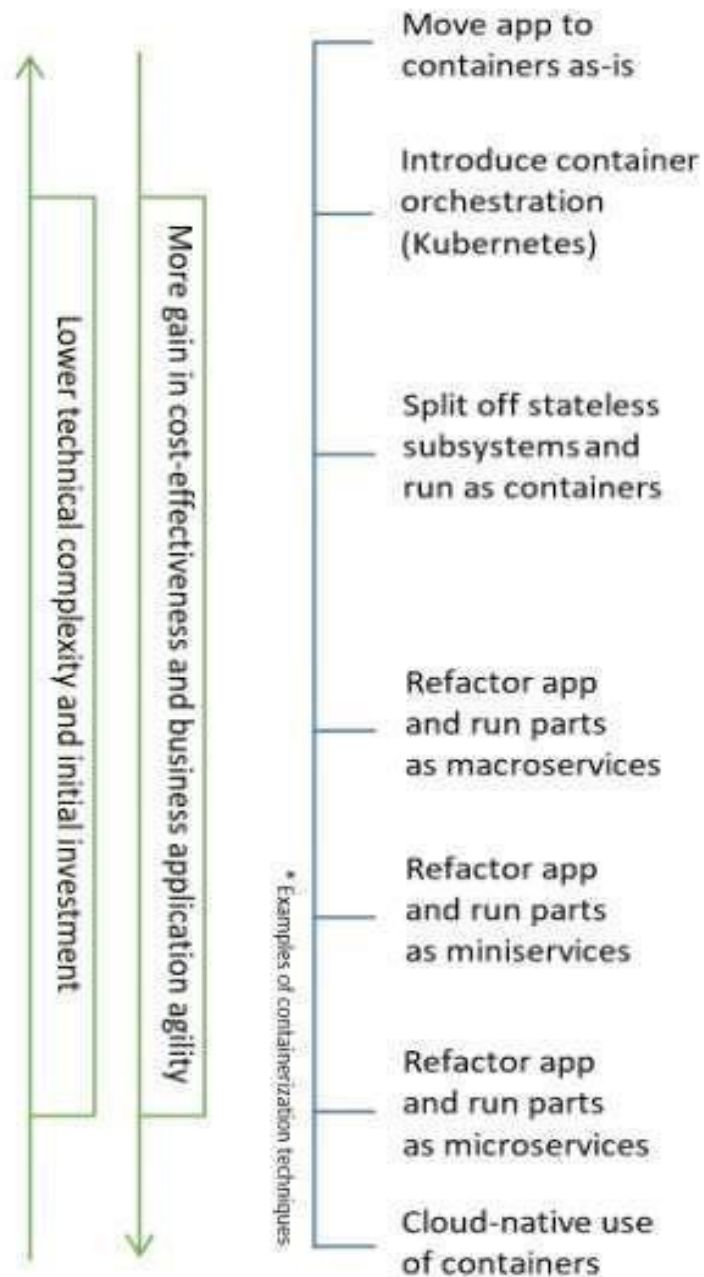 Move app to
containers as-is
Introduce container
orchestration
(Kubernetes)
Split off stateless
subsystems and
run as containers
Refactor app
and run parts
as macroservices
Refactor app
and run parts
as miniservices
Refactor app
and run parts
as microservices
Cloud-native use
of containers
Lower technical complexity and initial investment
More gain in cost-effectiveness and business application agility
* Examples of containerization techniques.